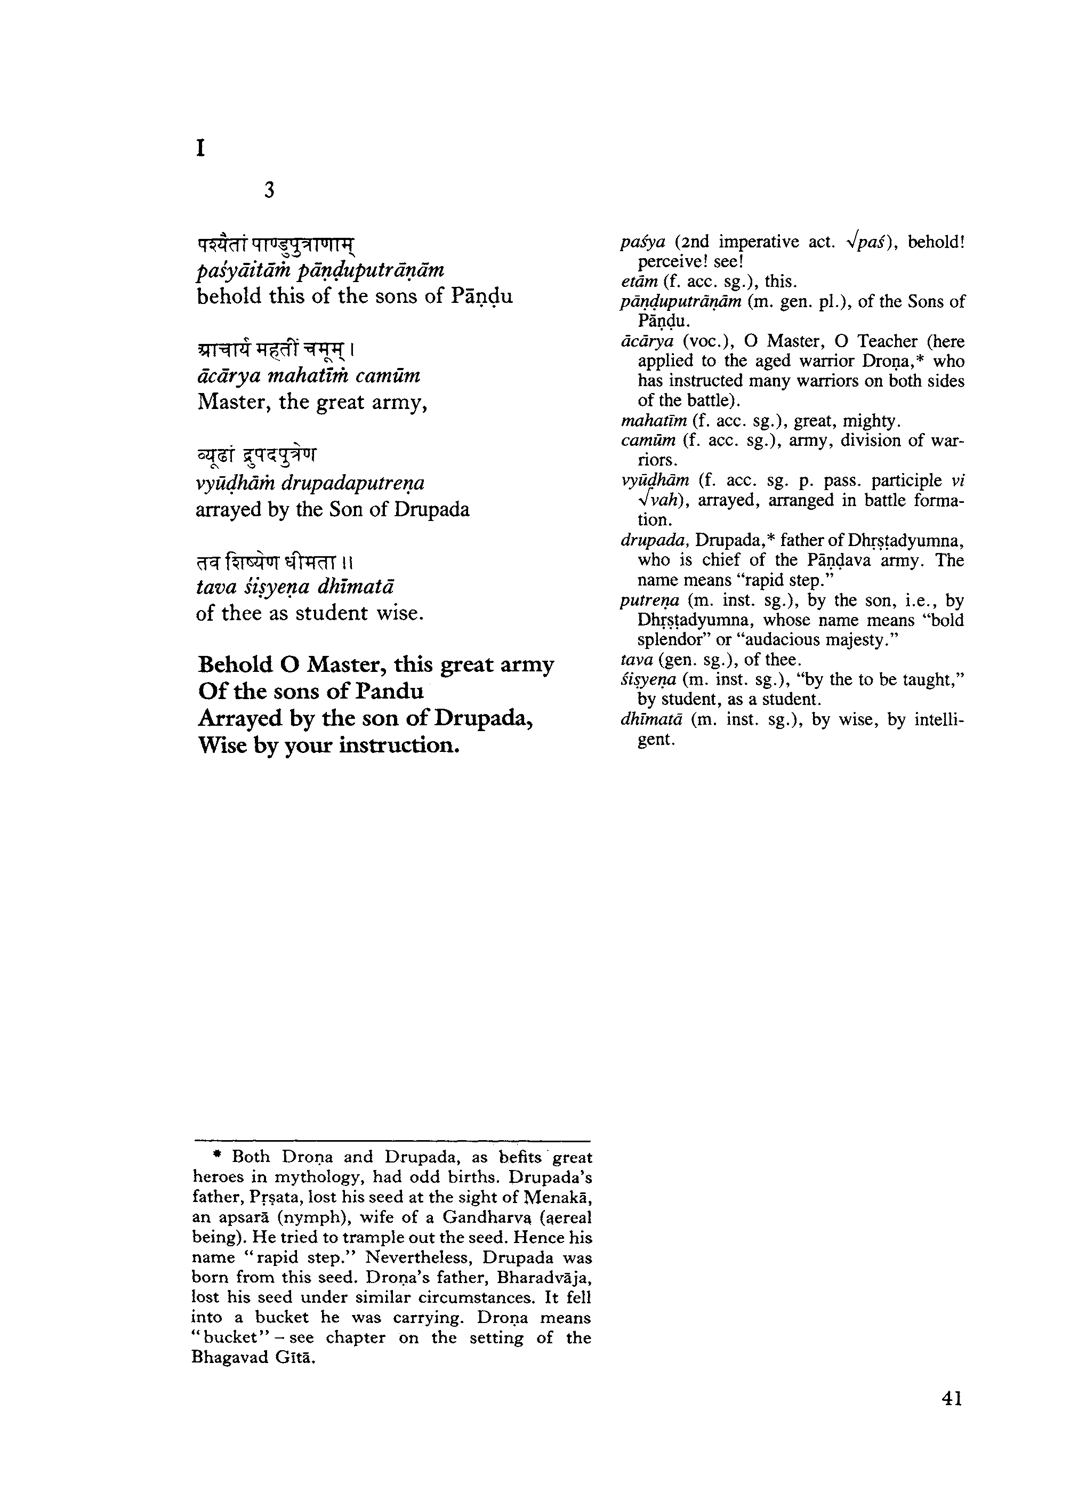 I
3
पश्यैतां पाण्डुपुत्राणाम्
paśyāitāṁ pāṇḍuputrāṇām
behold this of the sons of Pāṇḍu
आचार्य महतीं चमूम् ।
ācārya mahatīṁ camūm
Master, the great army,
व्यूढां द्रुपदपुत्रेण
vyūḍhāṁ drupadaputreṇa
arrayed by the Son of Drupada
तव शिष्येण धीमता ॥
tava śiṣyeṇa dhīmatā
of thee as student wise.
Behold O Master, this great army
Of the sons of Pandu
Arrayed by the son of Drupada,
Wise by your instruction.
paśya (2nd imperative act. √paś), behold!
perceive! see!
etām (f. acc. sg.), this.
pāṇḍuputrāṇām (m. gen. pl.), of the Sons of
Pāṇḍu.
ācārya (voc.), O Master, O Teacher (here
applied to the aged warrior Droṇa,* who
has instructed many warriors on both sides
of the battle).
mahatīm (f. acc. sg.), great, mighty.
camūm (f. acc. sg.), army, division of war-
riors.
vyūḍhām (f. acc. sg. p. pass. participle vi
√vah), arrayed, arranged in battle forma-
tion.
drupada, Drupada,* father of Dhṛṣṭadyumna,
who is chief of the Pāṇḍava army. The
name means “rapid step.”
putreṇa (m. inst. sg.), by the son, i.e., by
Dhṛṣṭadyumna, whose name means “bold
splendor” or “audacious majesty.”
tava (gen. sg.), of thee.
śiṣyeṇa (m. inst. sg.), “by the to be taught,”
by student, as a student.
dhīmatā (m. inst. sg.), by wise, by intelli-
gent.
* Both Droṇa and Drupada, as befits great
heroes in mythology, had odd births. Drupada’s
father, Pṛṣata, lost his seed at the sight of Menakā,
an apsarā (nymph), wife of a Gandharva (aereal
being). He tried to trample out the seed. Hence his
name “rapid step.” Nevertheless, Drupada was
born from this seed. Droṇa’s father, Bharadvāja,
lost his seed under similar circumstances. It fell
into a bucket he was carrying. Droṇa means
“bucket” – see chapter on the setting of the
Bhagavad Gītā.
41